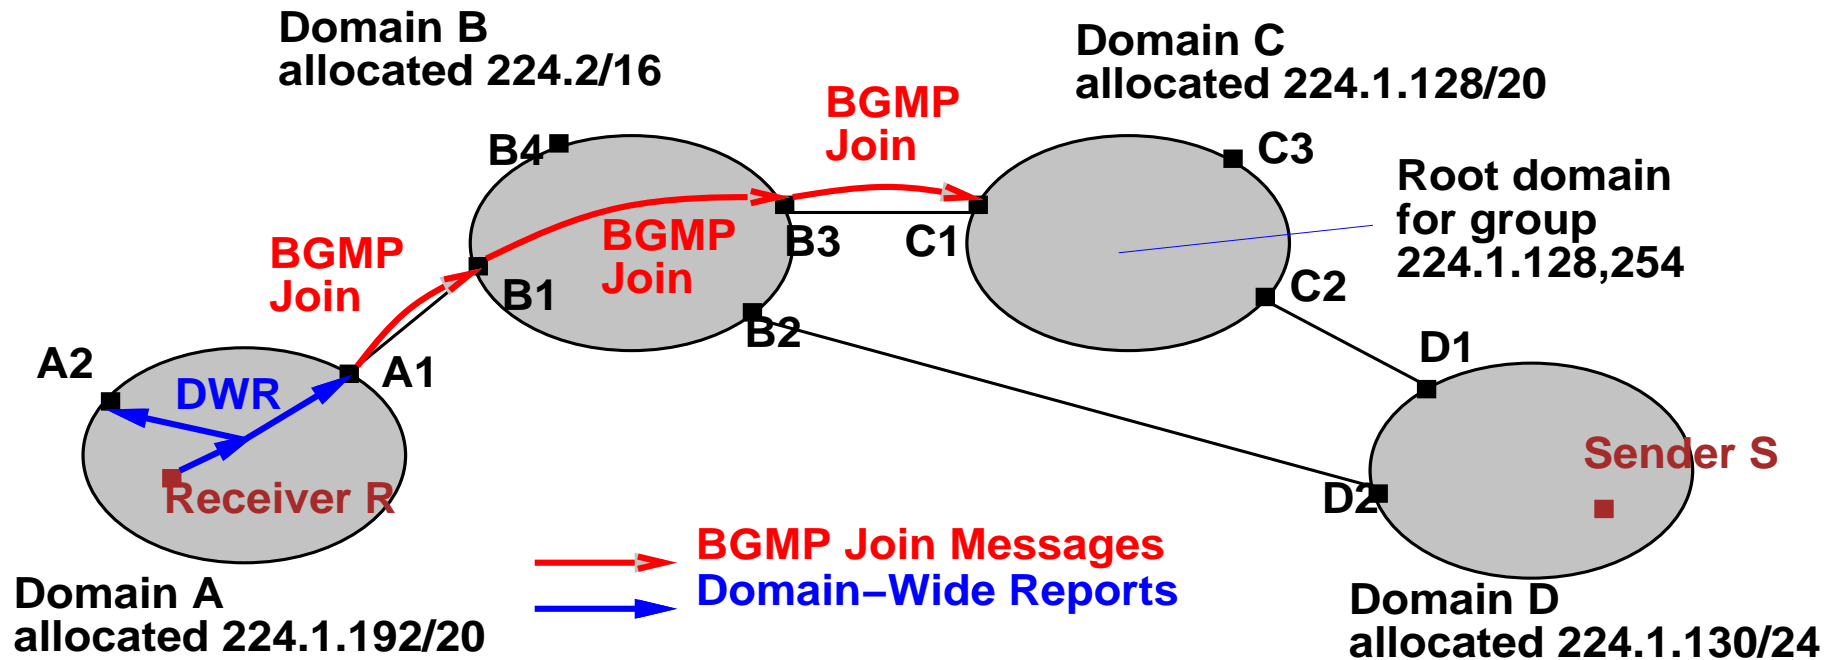 Domain B
allocated 224.2/16
Domain C
allocated 224.1.128/20
BGMP
Join
B4
C3
Root domain
for group
224.1.128,254
BGMP
Join
B3
C1
BGMP
Join
B1
C2
B2
D1
A2
A1
DWR
Sender S
Receiver R
D2
BGMP Join Messages
Domain–Wide Reports
Domain A
allocated 224.1.192/20
Domain D
allocated 224.1.130/24